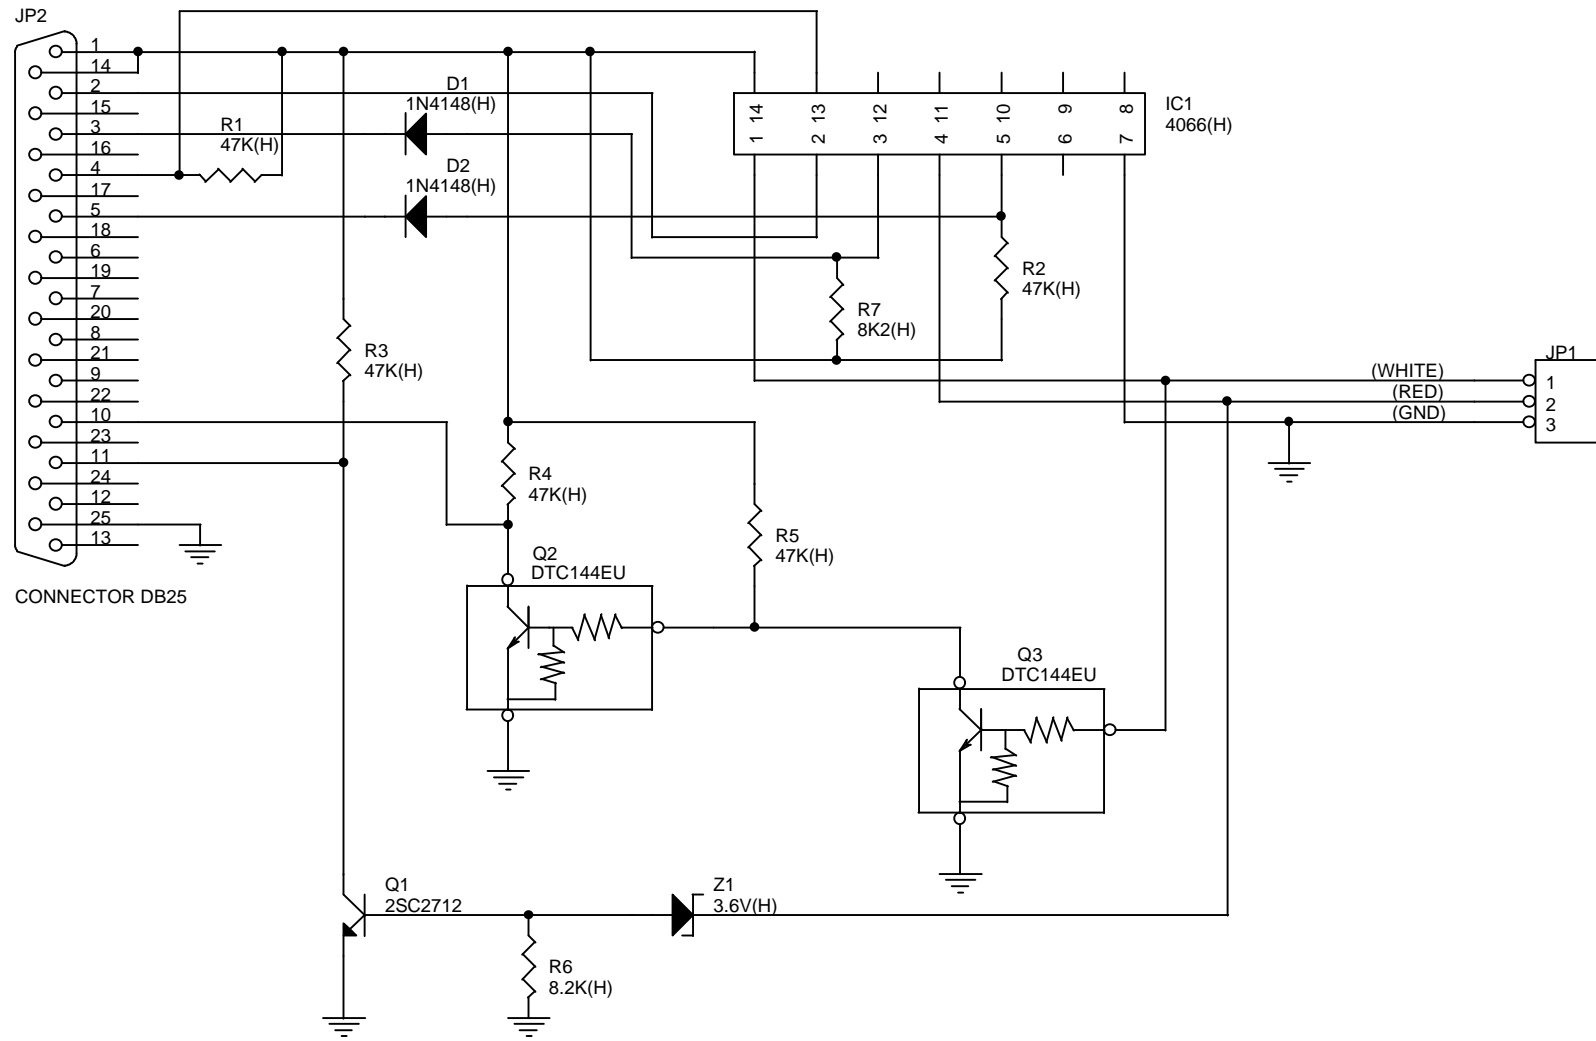 JP2
1
14
2
15
3
16
4
17
5
18
6
19
7
20
8
21
9
22
10
23
11
24
12
25
13
CONNECTOR DB25
R1
47K(H)
D1
1N4148(H)
D2
1N4148(H)
14 13 12 11 10 9 8
1 2 3 4 5 6 7
IC1
4066(H)
R2
47K(H)
R7
8K2(H)
R3
47K(H)
JP1
(WHITE) 1
(RED) 2
(GND) 3
R4
47K(H)
R5
47K(H)
Q2
DTC144EU
Q3
DTC144EU
Q1
2SC2712
Z1
3.6V(H)
R6
8.2K(H)